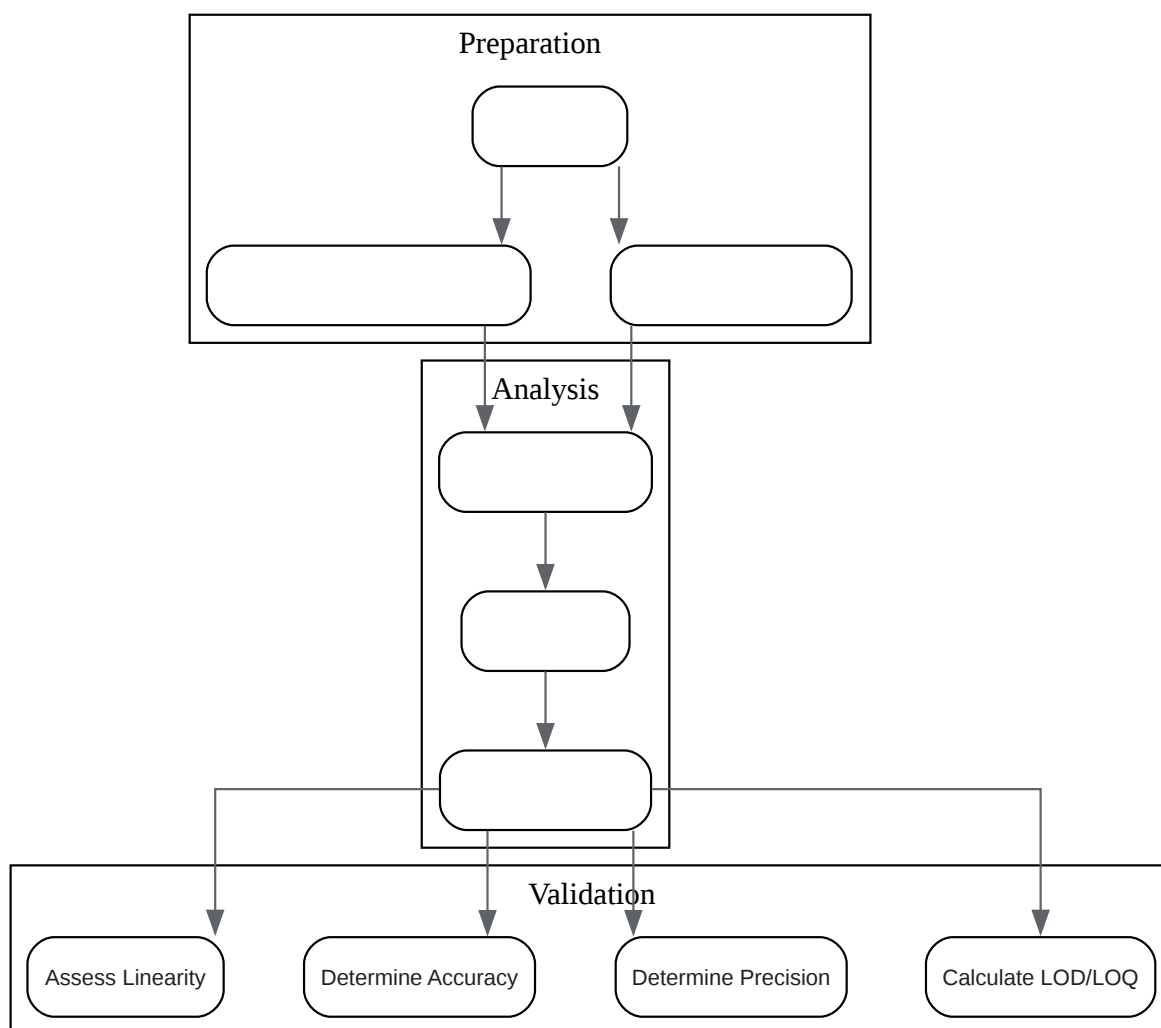 Preparation
Analysis
Validation
Assess Linearity
Determine Accuracy
Determine Precision
Calculate LOD/LOQ